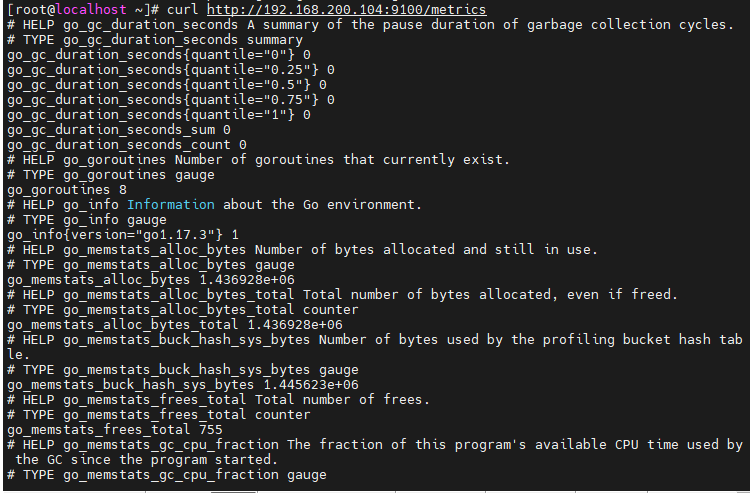 [root@localhost ~]# curl http://192.168.200.104:9100/metrics
# HELP go_gc_duration_seconds A summary of the pause duration of garbage collection cycles.
# TYPE go_gc_duration_seconds summary
go_gc_duration_seconds{quantile="0"} 0
go_gc_duration_seconds{quantile="0.25"} 0
go_gc_duration_seconds{quantile="0.5"} 0
go_gc_duration_seconds{quantile="0.75"} 0
go_gc_duration_seconds{quantile="1"} 0
go_gc_duration_seconds_sum 0
go_gc_duration_seconds_count 0
# HELP go_goroutines Number of goroutines that currently exist.
# TYPE go_goroutines gauge
go_goroutines 8
# HELP go_info Information about the Go environment.
# TYPE go_info gauge
go_info{version="go1.17.3"} 1
# HELP go_memstats_alloc_bytes Number of bytes allocated and still in use.
# TYPE go_memstats_alloc_bytes gauge
go_memstats_alloc_bytes 1.436928e+06
# HELP go_memstats_alloc_bytes_total Total number of bytes allocated, even if freed.
# TYPE go_memstats_alloc_bytes_total counter
go_memstats_alloc_bytes_total 1.436928e+06
# HELP go_memstats_buck_hash_sys_bytes Number of bytes used by the profiling bucket hash tab
le.
# TYPE go_memstats_buck_hash_sys_bytes gauge
go_memstats_buck_hash_sys_bytes 1.445623e+06
# HELP go_memstats_frees_total Total number of frees.
# TYPE go_memstats_frees_total counter
go_memstats_frees_total 755
# HELP go_memstats_gc_cpu_fraction The fraction of this program's available CPU time used by
 the GC since the program started.
# TYPE go_memstats_gc_cpu_fraction gauge